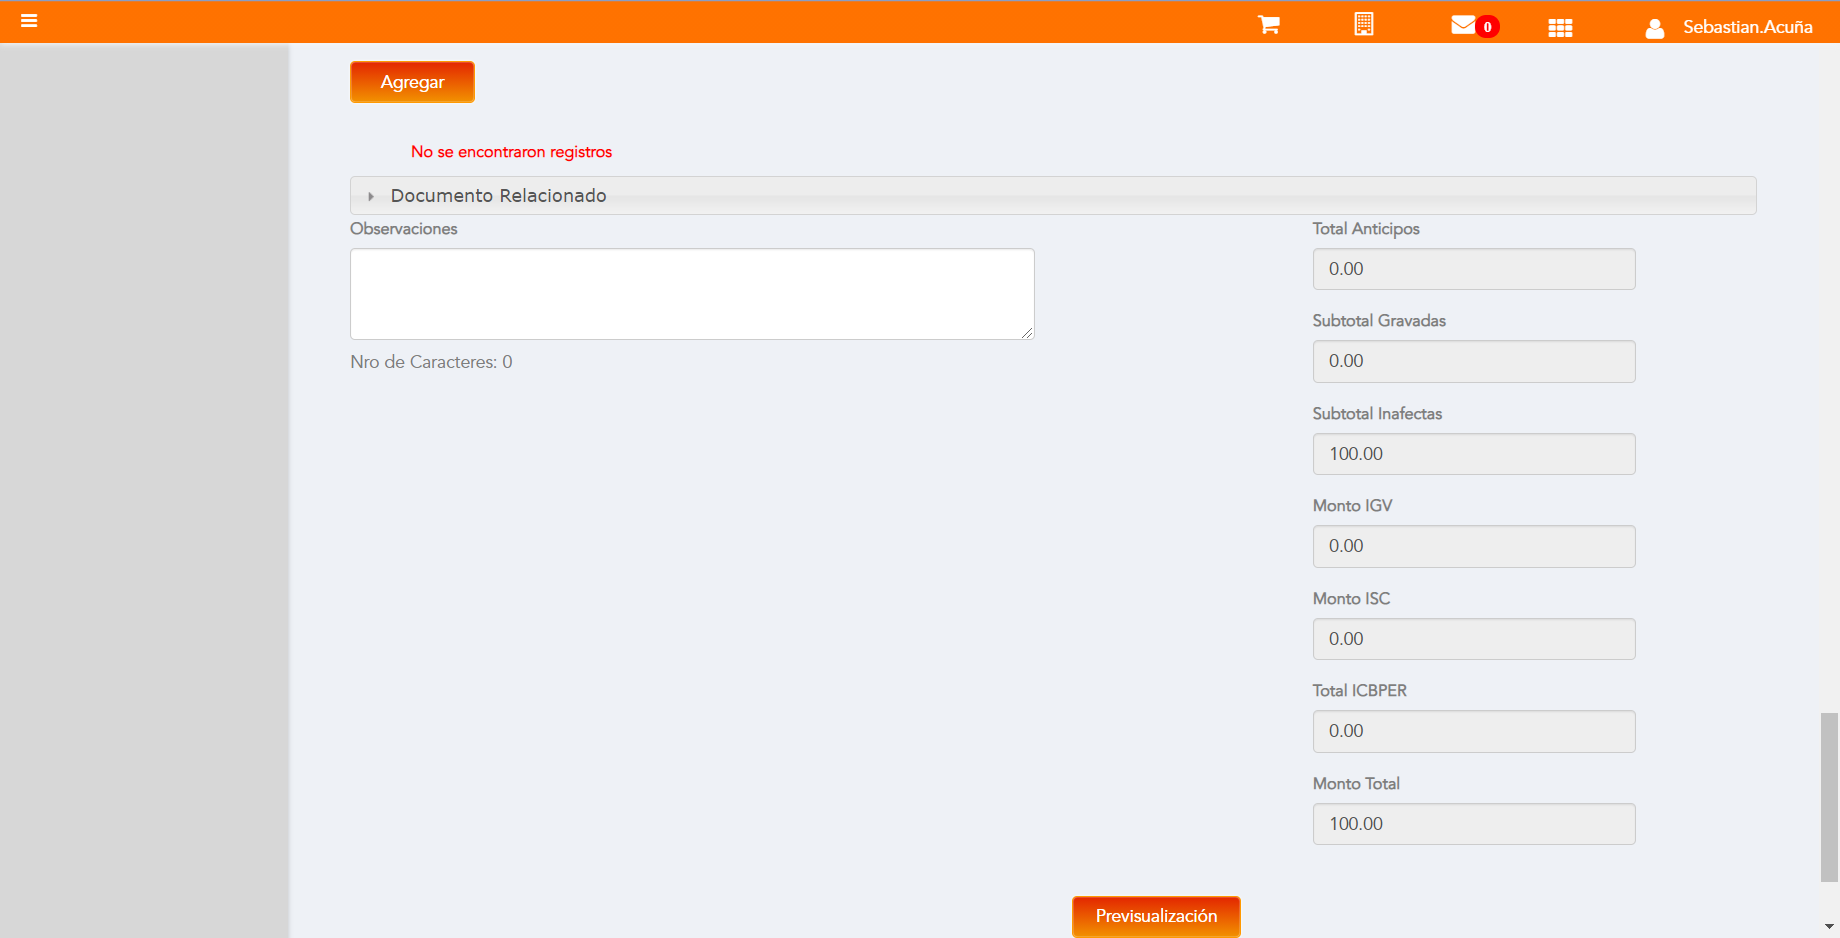 0
Sebastian.Acuña
Agregar
No se encontraron registros
Documento Relacionado
Observaciones
Nro de Caracteres: 0
Total Anticipos
0.00
Subtotal Gravadas
0.00
Subtotal Inafectas
100.00
Monto IGV
0.00
Monto ISC
0.00
Total ICBPER
0.00
Monto Total
100.00
Previsualización